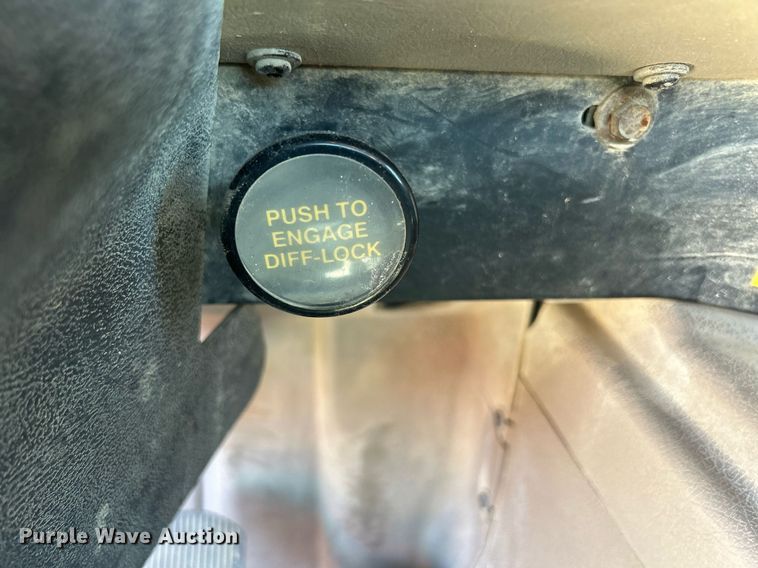 PUSH TO
ENGAGE
DIFF-LOCK
Purple Wave Auction